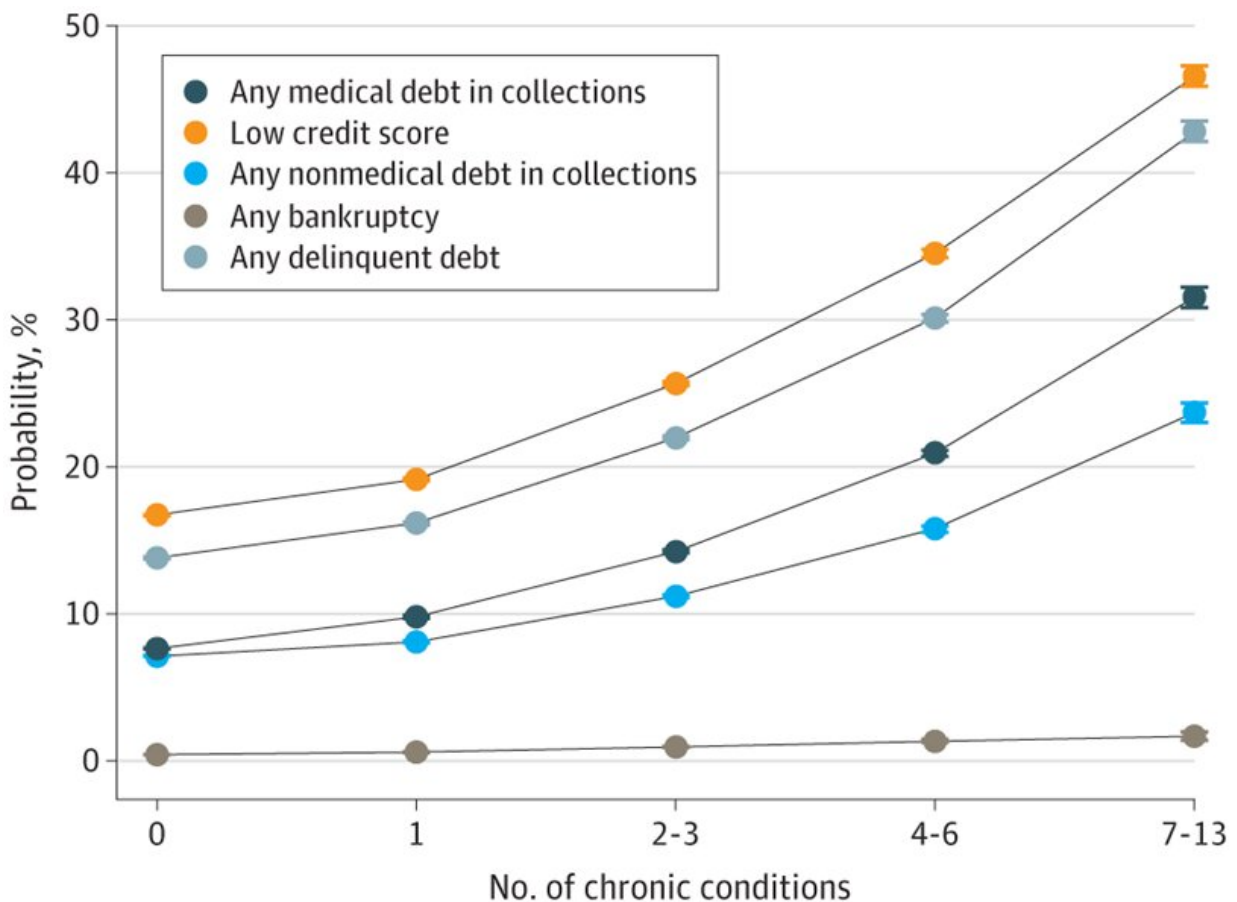 50
40
30
20
10
0
Probability, %
Any medical debt in collections
Low credit score
Any nonmedical debt in collections
Any bankruptcy
Any delinquent debt
0 1 2-3 4-6 7-13
No. of chronic conditions